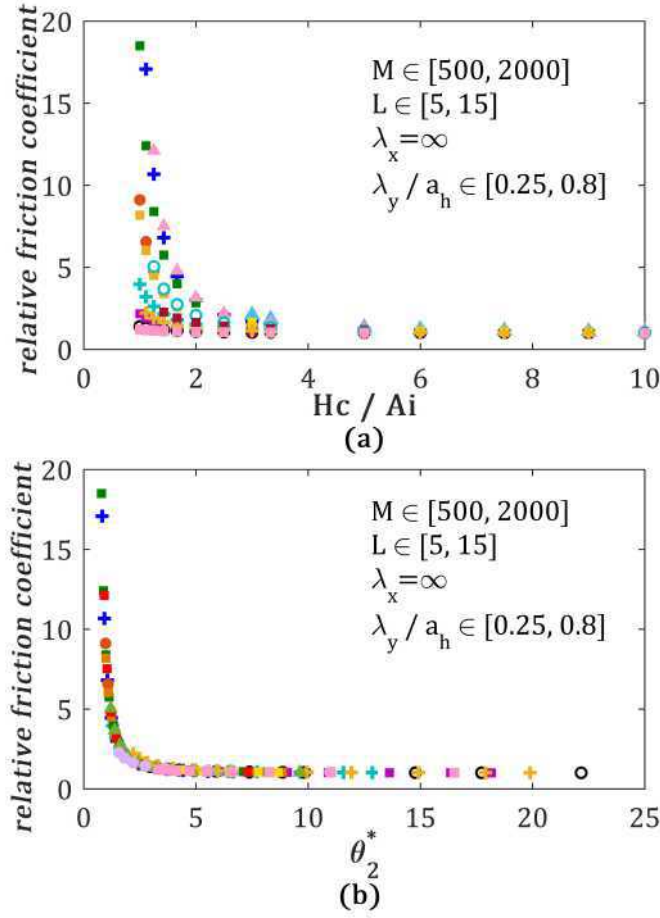 20
15
10
5
0
relative friction coefficient
M ∈ [500, 2000]
L ∈ [5, 15]
λx=∞
λy / ah ∈ [0.25, 0.8]
0 2 4 6 8 10
Hc / Ai
(a)
20
15
10
5
0
relative friction coefficient
M ∈ [500, 2000]
L ∈ [5, 15]
λx=∞
λy / ah ∈ [0.25, 0.8]
0 5 10 15 20 25
θ2*
(b)